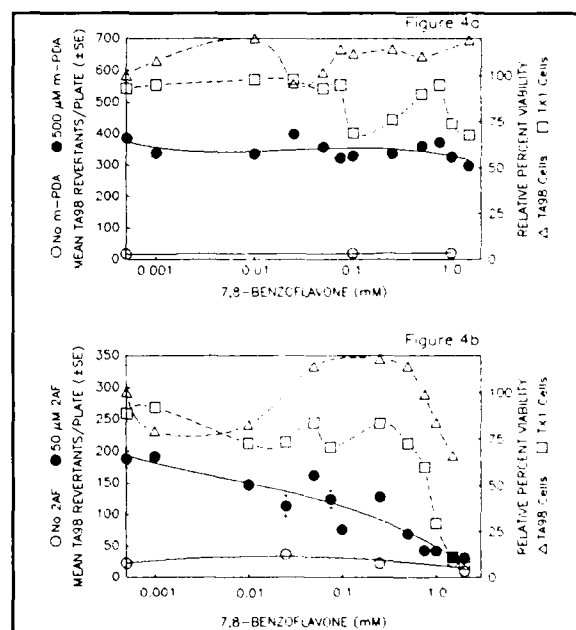 Figure 4a
○ No m-PDA ● 500 μM m-PDA
MEAN TA98 REVERTANTS/PLATE (±SE)
700
600
500
400
300
200
100
0
100
75
50
25
0
RELATIVE PERCENT VIABILITY
△ TA98 Cells □ TK1 Cells
0.001
0.01
0.1
1.0
7,8-BENZOFLAVONE (mM)
Figure 4b
○ No 2AF ● 50 μM 2AF
MEAN TA98 REVERTANTS/PLATE (±SE)
350
300
250
200
150
100
50
0
100
75
50
25
0
RELATIVE PERCENT VIABILITY
△ TA98 Cells □ TK1 Cells
0.001
0.01
0.1
1.0
7,8-BENZOFLAVONE (mM)